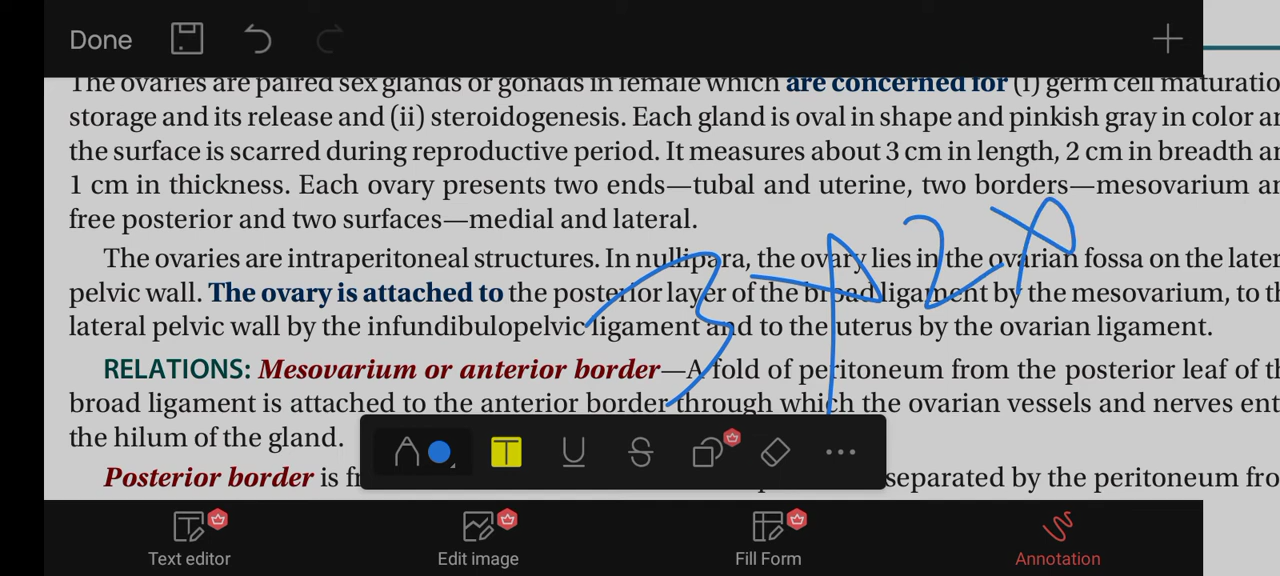 Done
The ovaries are paired sex glands or gonads in female which are concerned for (i) germ cell maturatio
storage and its release and (ii) steroidogenesis. Each gland is oval in shape and pinkish gray in color a
the surface is scarred during reproductive period. It measures about 3 cm in length, 2 cm in breadth a
1 cm in thickness. Each ovary presents two ends—tubal and uterine, two borders—mesovarium a
free posterior and two surfaces—medial and lateral.
The ovaries are intraperitoneal structures. In nullipara, the ovary lies in the ovarian fossa on the later
pelvic wall. The ovary is attached to the posterior layer of the broad ligament by the mesovarium, to th
lateral pelvic wall by the infundibulopelvic ligament and to the uterus by the ovarian ligament.
RELATIONS: Mesovarium or anterior border—A fold of peritoneum from the posterior leaf of th
broad ligament is attached to the anterior border through which the ovarian vessels and nerves ent
the hilum of the gland.
Posterior border is separated by the peritoneum fro
T
Text editor
Edit image
Fill Form
Annotation